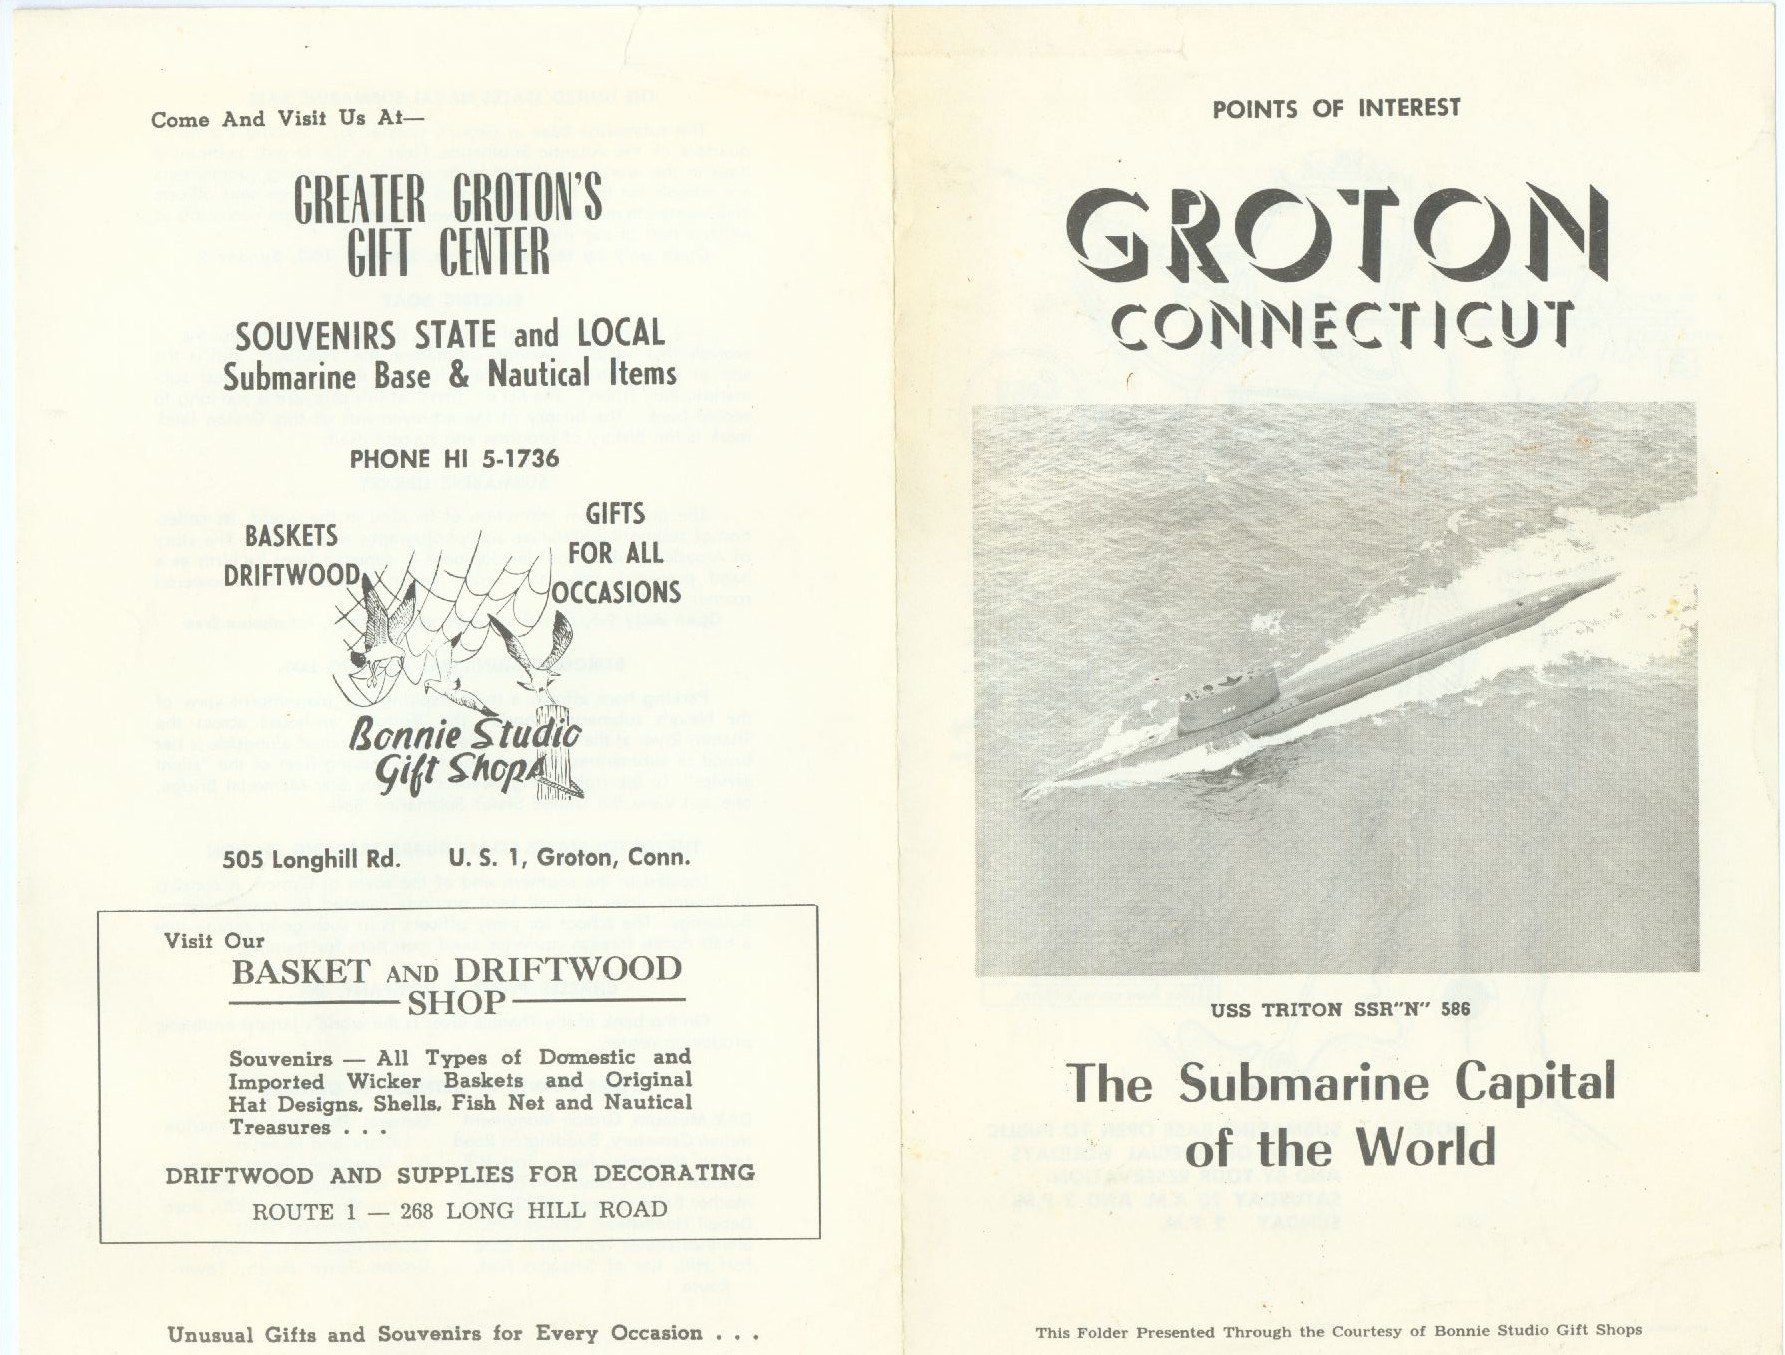 Come And Visit Us At—
GREATER GROTON'S
GIFT CENTER
SOUVENIRS STATE and LOCAL
Submarine Base & Nautical Items
PHONE HI 5-1736
BASKETS
DRIFTWOOD
GIFTS
FOR ALL
OCCASIONS
Bonnie Studio
Gift Shops
505 Longhill Rd. U. S. 1, Groton, Conn.
Visit Our
BASKET AND DRIFTWOOD
SHOP
Souvenirs — All Types of Domestic and
Imported Wicker Baskets and Original
Hat Designs, Shells, Fish Net and Nautical
Treasures . . .
DRIFTWOOD AND SUPPLIES FOR DECORATING
ROUTE 1 — 268 LONG HILL ROAD
Unusual Gifts and Souvenirs for Every Occasion . . .
POINTS OF INTEREST
GROTON
CONNECTICUT
USS TRITON SSR"N" 586
The Submarine Capital
of the World
This Folder Presented Through the Courtesy of Bonnie Studio Gift Shops